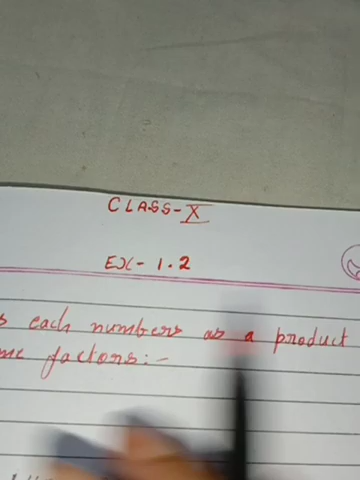 CLASS-X
EX-1.2
each numbers as a product
factors:-